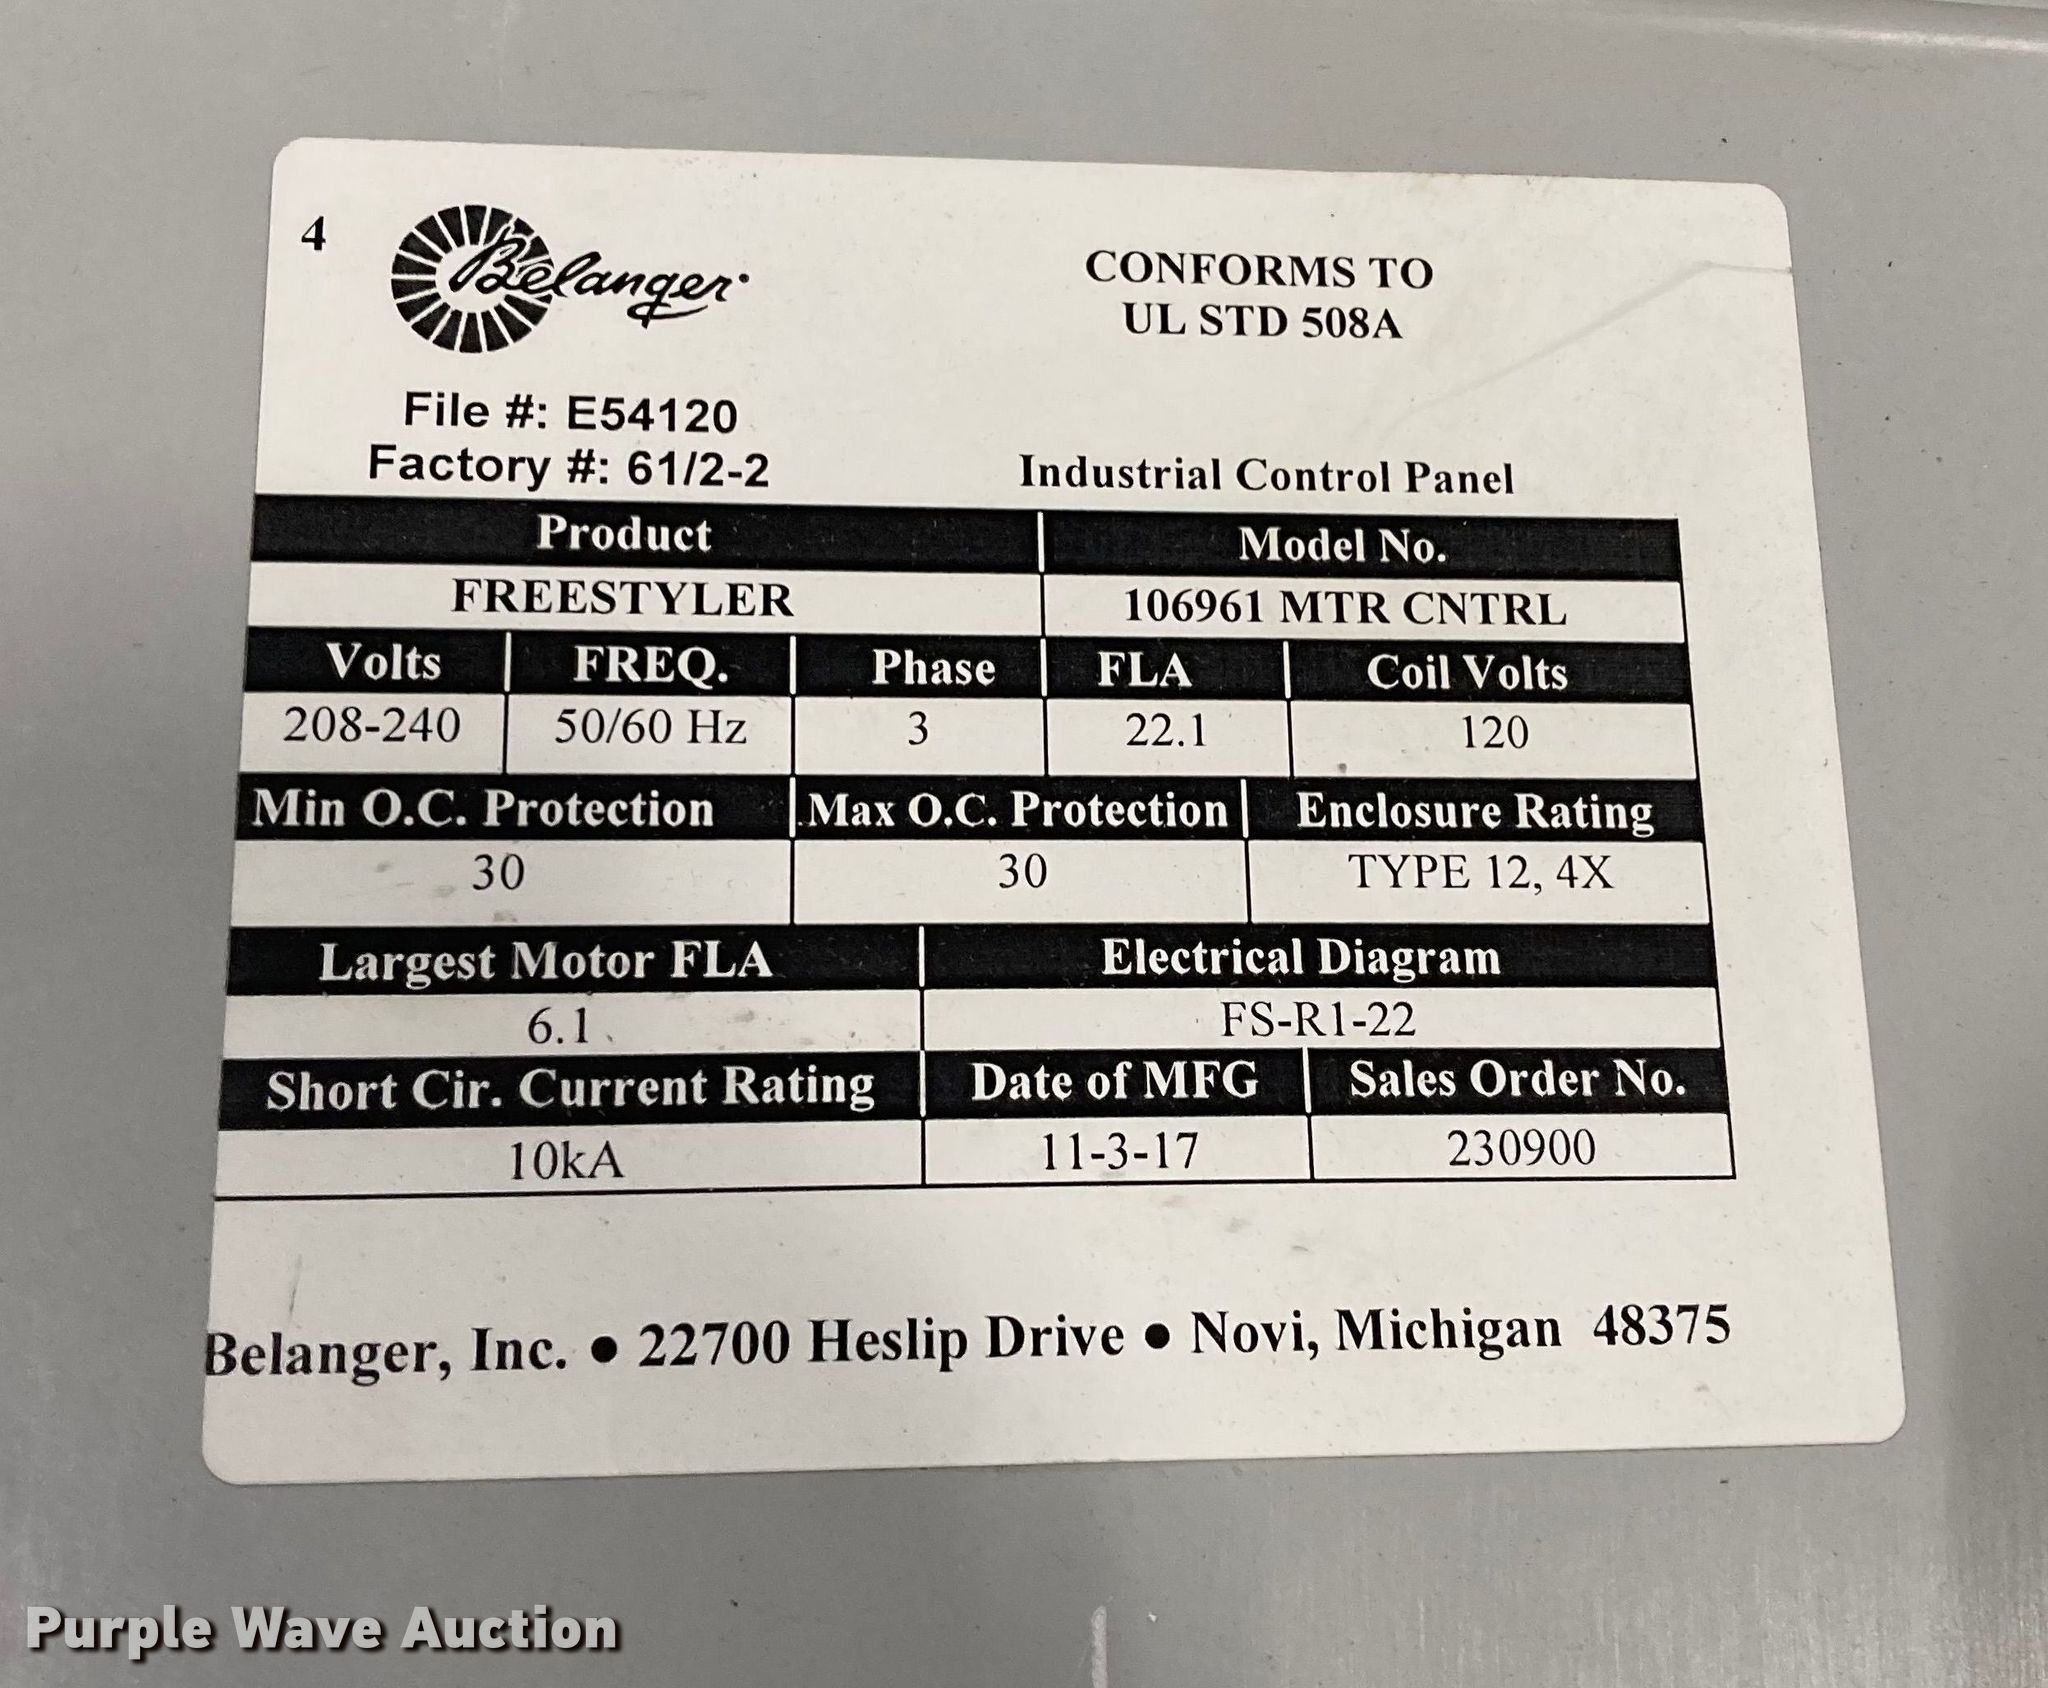 4
Belanger
CONFORMS TO
UL STD 508A
File #: E54120
Factory #: 61/2-2
Industrial Control Panel
Product Model No.
FREESTYLER 106961 MTR CNTRL
Volts FREQ. Phase FLA Coil Volts
208-240 50/60 Hz 3 22.1 120
Min O.C. Protection Max O.C. Protection Enclosure Rating
30 30 TYPE 12, 4X
Largest Motor FLA Electrical Diagram
6.1 FS-R1-22
Short Cir. Current Rating Date of MFG Sales Order No.
10kA 11-3-17 230900
Belanger, Inc. • 22700 Heslip Drive • Novi, Michigan 48375
Purple Wave Auction